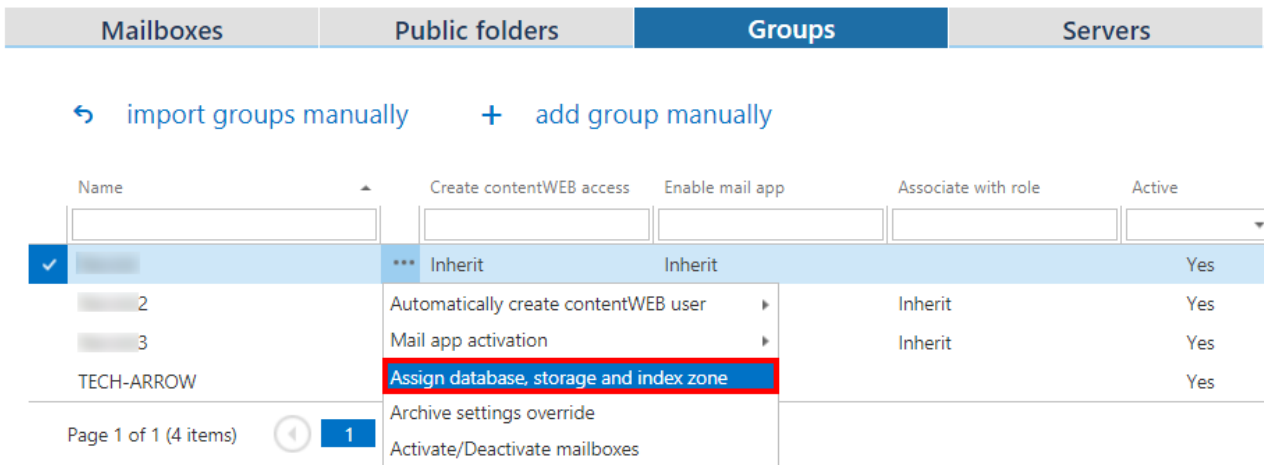 Mailboxes Public folders Groups Servers
import groups manually + add group manually
Name Create contentWEB access Enable mail app Associate with role Active
Inherit Inherit Yes
2 Inherit Yes
3 Inherit Yes
TECH-ARROW Yes
Automatically create contentWEB user
Mail app activation
Assign database, storage and index zone
Archive settings override
Activate/Deactivate mailboxes
Page 1 of 1 (4 items) 1